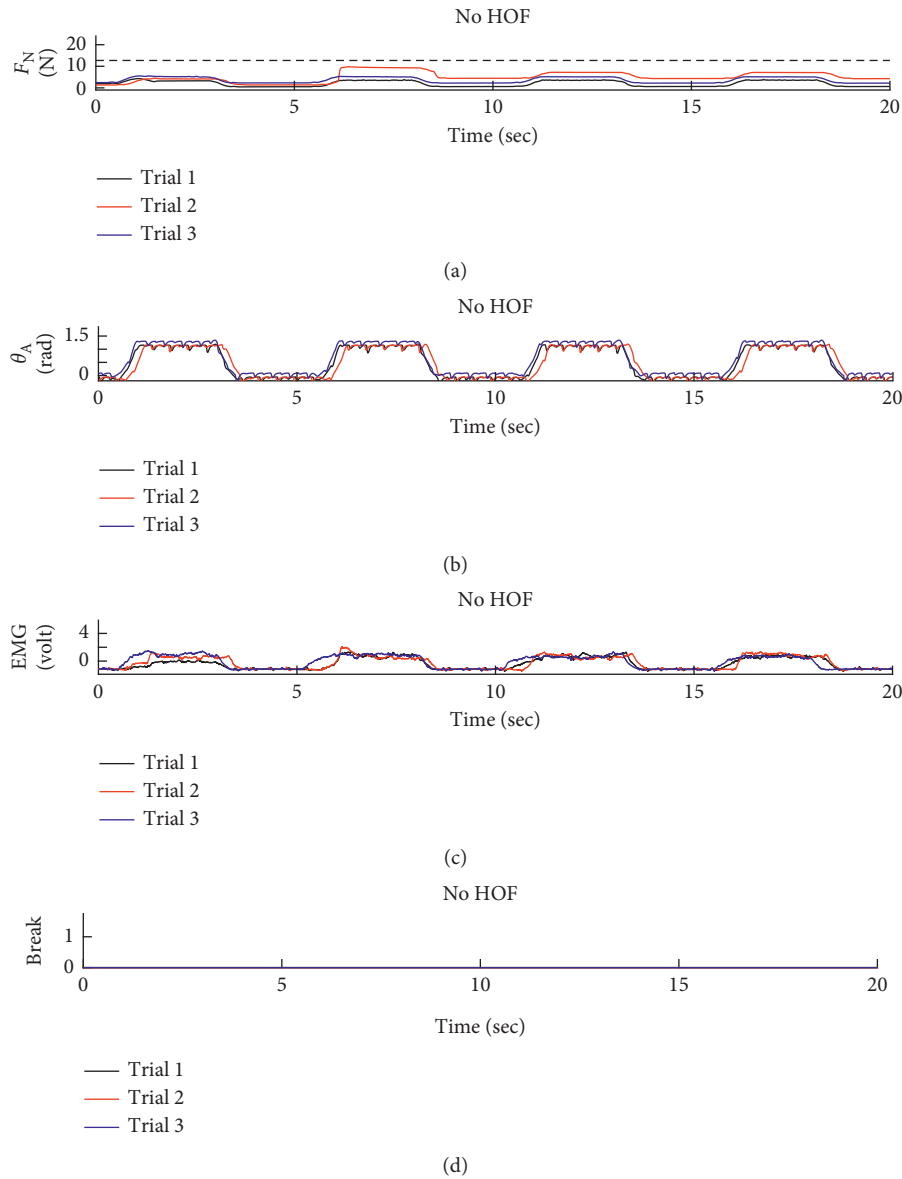 No HOF
F_N
(N)
20
10
0
0 5 10 15 20
Time (sec)
Trial 1
Trial 2
Trial 3
(a)
No HOF
θ_A
(rad)
1.5
0
0 5 10 15 20
Time (sec)
Trial 1
Trial 2
Trial 3
(b)
No HOF
EMG
(volt)
4
0
0 5 10 15 20
Time (sec)
Trial 1
Trial 2
Trial 3
(c)
No HOF
Break
1
0
0 5 10 15 20
Time (sec)
Trial 1
Trial 2
Trial 3
(d)